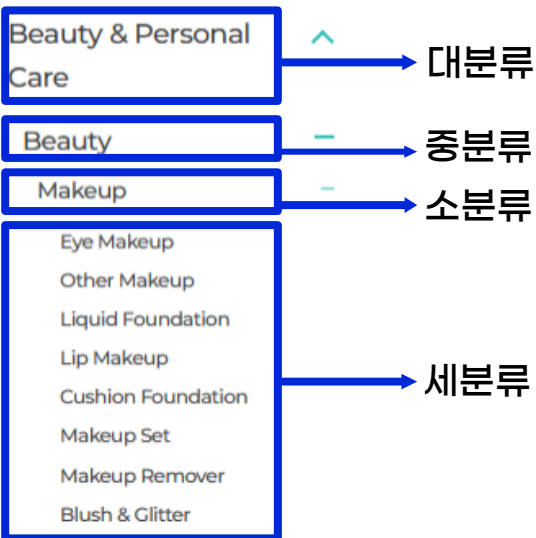 Beauty & Personal
Care
대분류
Beauty
중분류
Makeup
소분류
Eye Makeup
Other Makeup
Liquid Foundation
Lip Makeup
Cushion Foundation
세분류
Makeup Set
Makeup Remover
Blush & Glitter